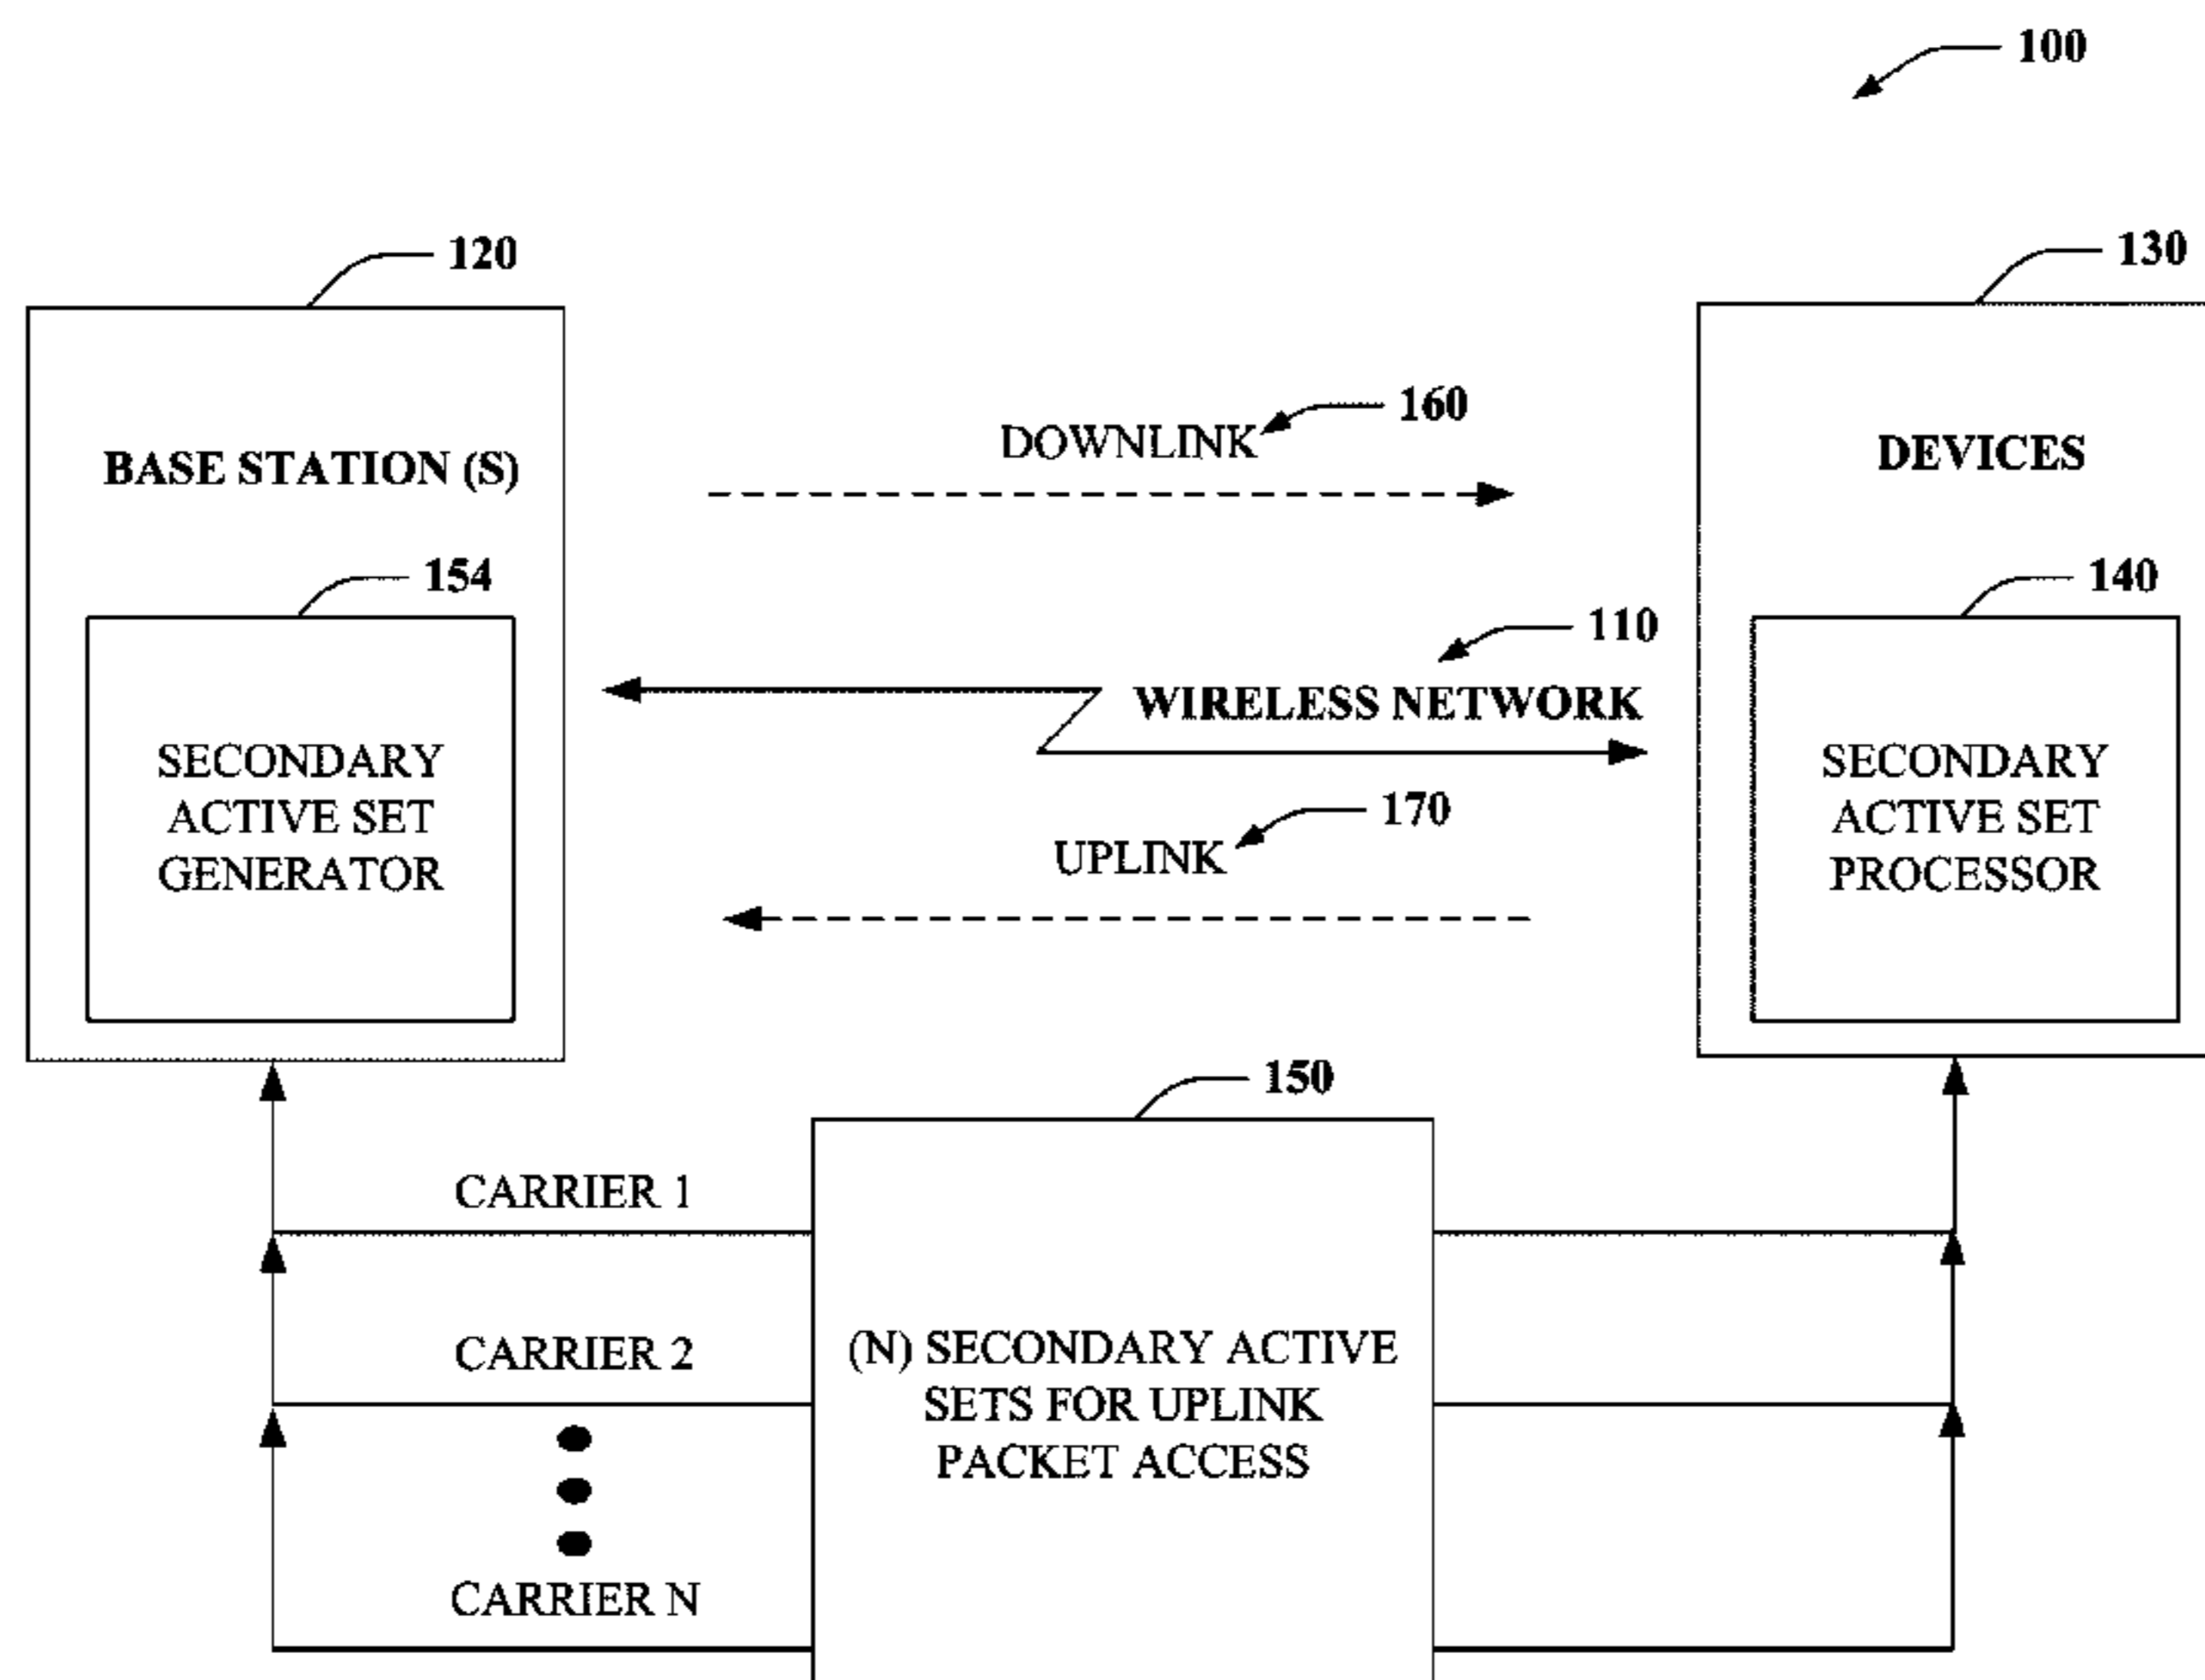 100
120
130
DOWNLINK
160
BASE STATION (S)
DEVICES
154
140
110
WIRELESS NETWORK
SECONDARY
ACTIVE SET
GENERATOR
SECONDARY
ACTIVE SET
PROCESSOR
170
UPLINK
150
CARRIER 1
CARRIER 2
(N) SECONDARY ACTIVE
SETS FOR UPLINK
PACKET ACCESS
CARRIER N